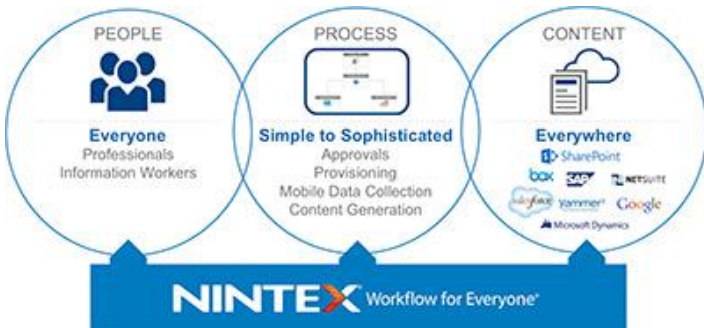 PEOPLE
Everyone
Professionals
Information Workers
PROCESS
Simple to Sophisticated
Approvals
Provisioning
Mobile Data Collection
Content Generation
CONTENT
Everywhere
SharePoint
box SAP NETSUITE
salesforce yammer Google
Microsoft Dynamics
NINTEX Workflow for Everyone